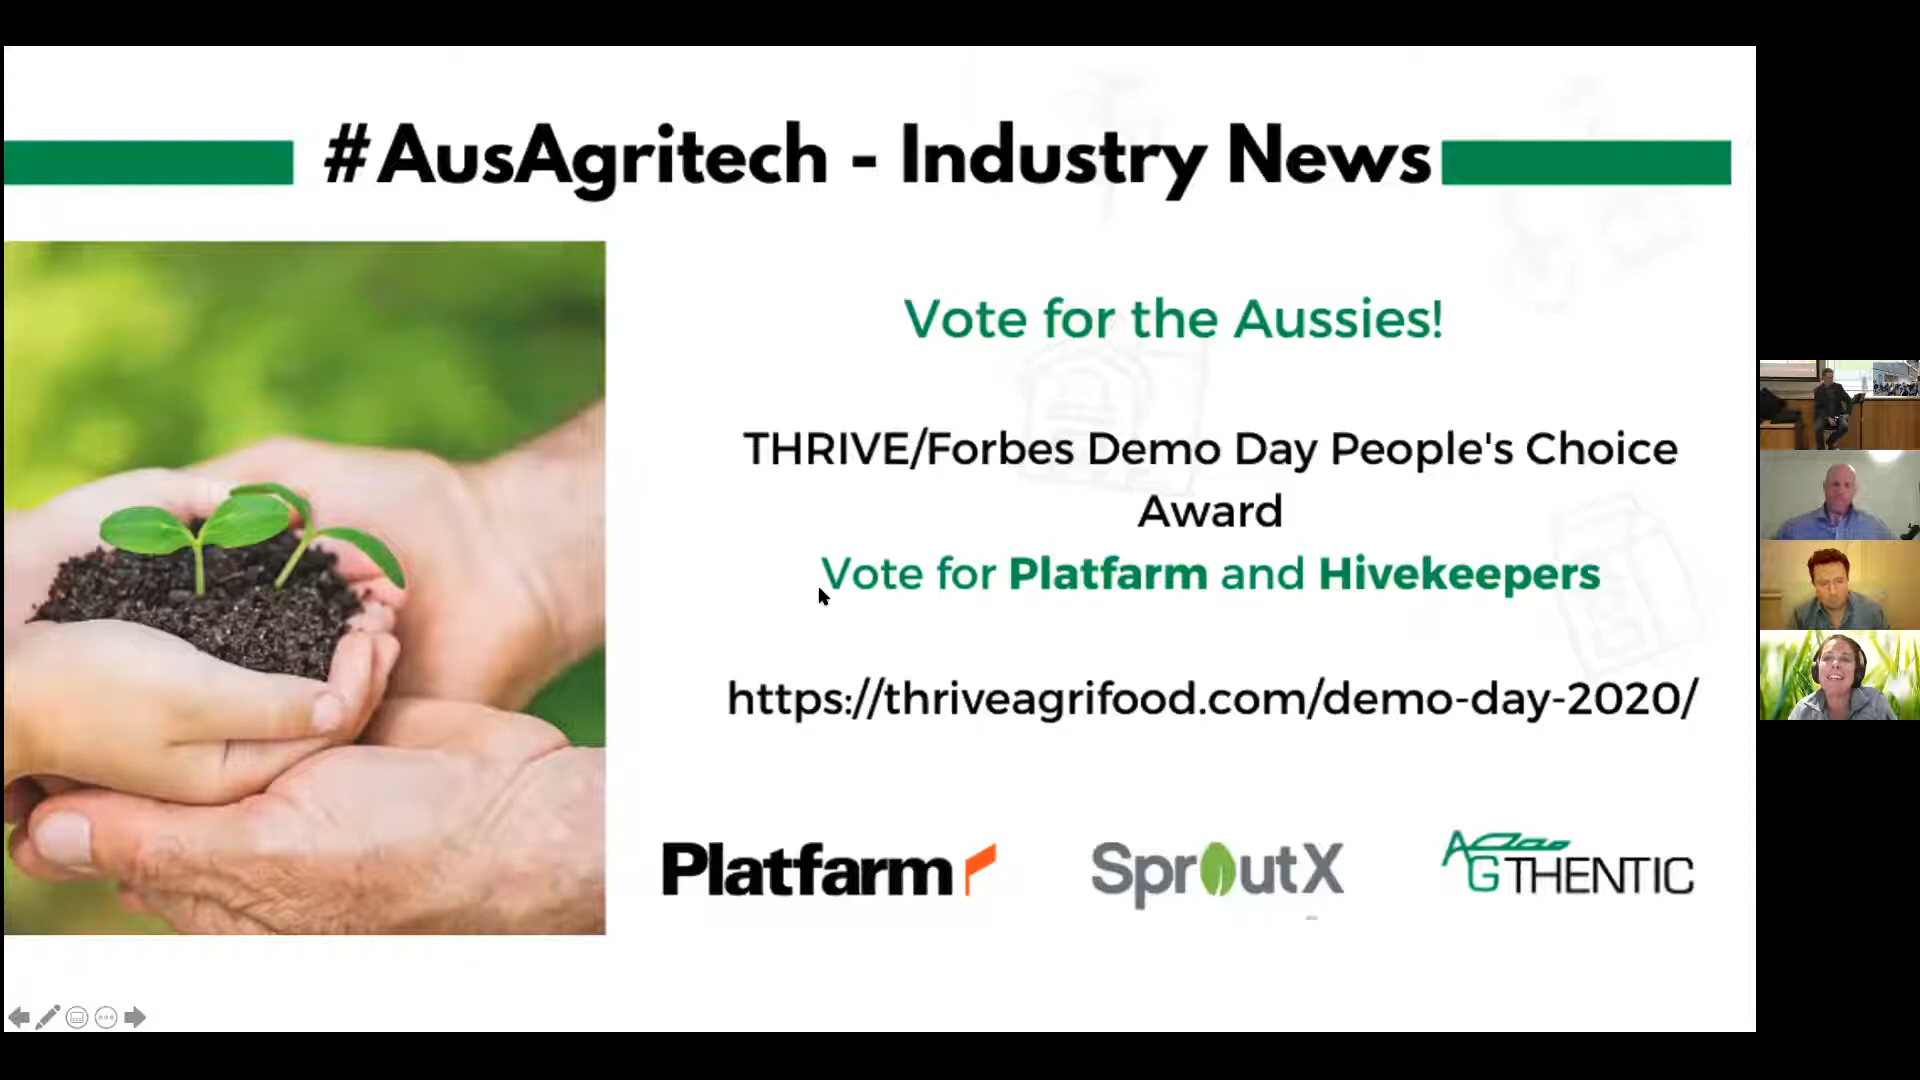 #AusAgritech - Industry News
Vote for the Aussies!
THRIVE/Forbes Demo Day People's Choice
Award
Vote for Platfarm and Hivekeepers
https://thriveagrifood.com/demo-day-2020/
Platfarm
SproutX
AGTHENTIC